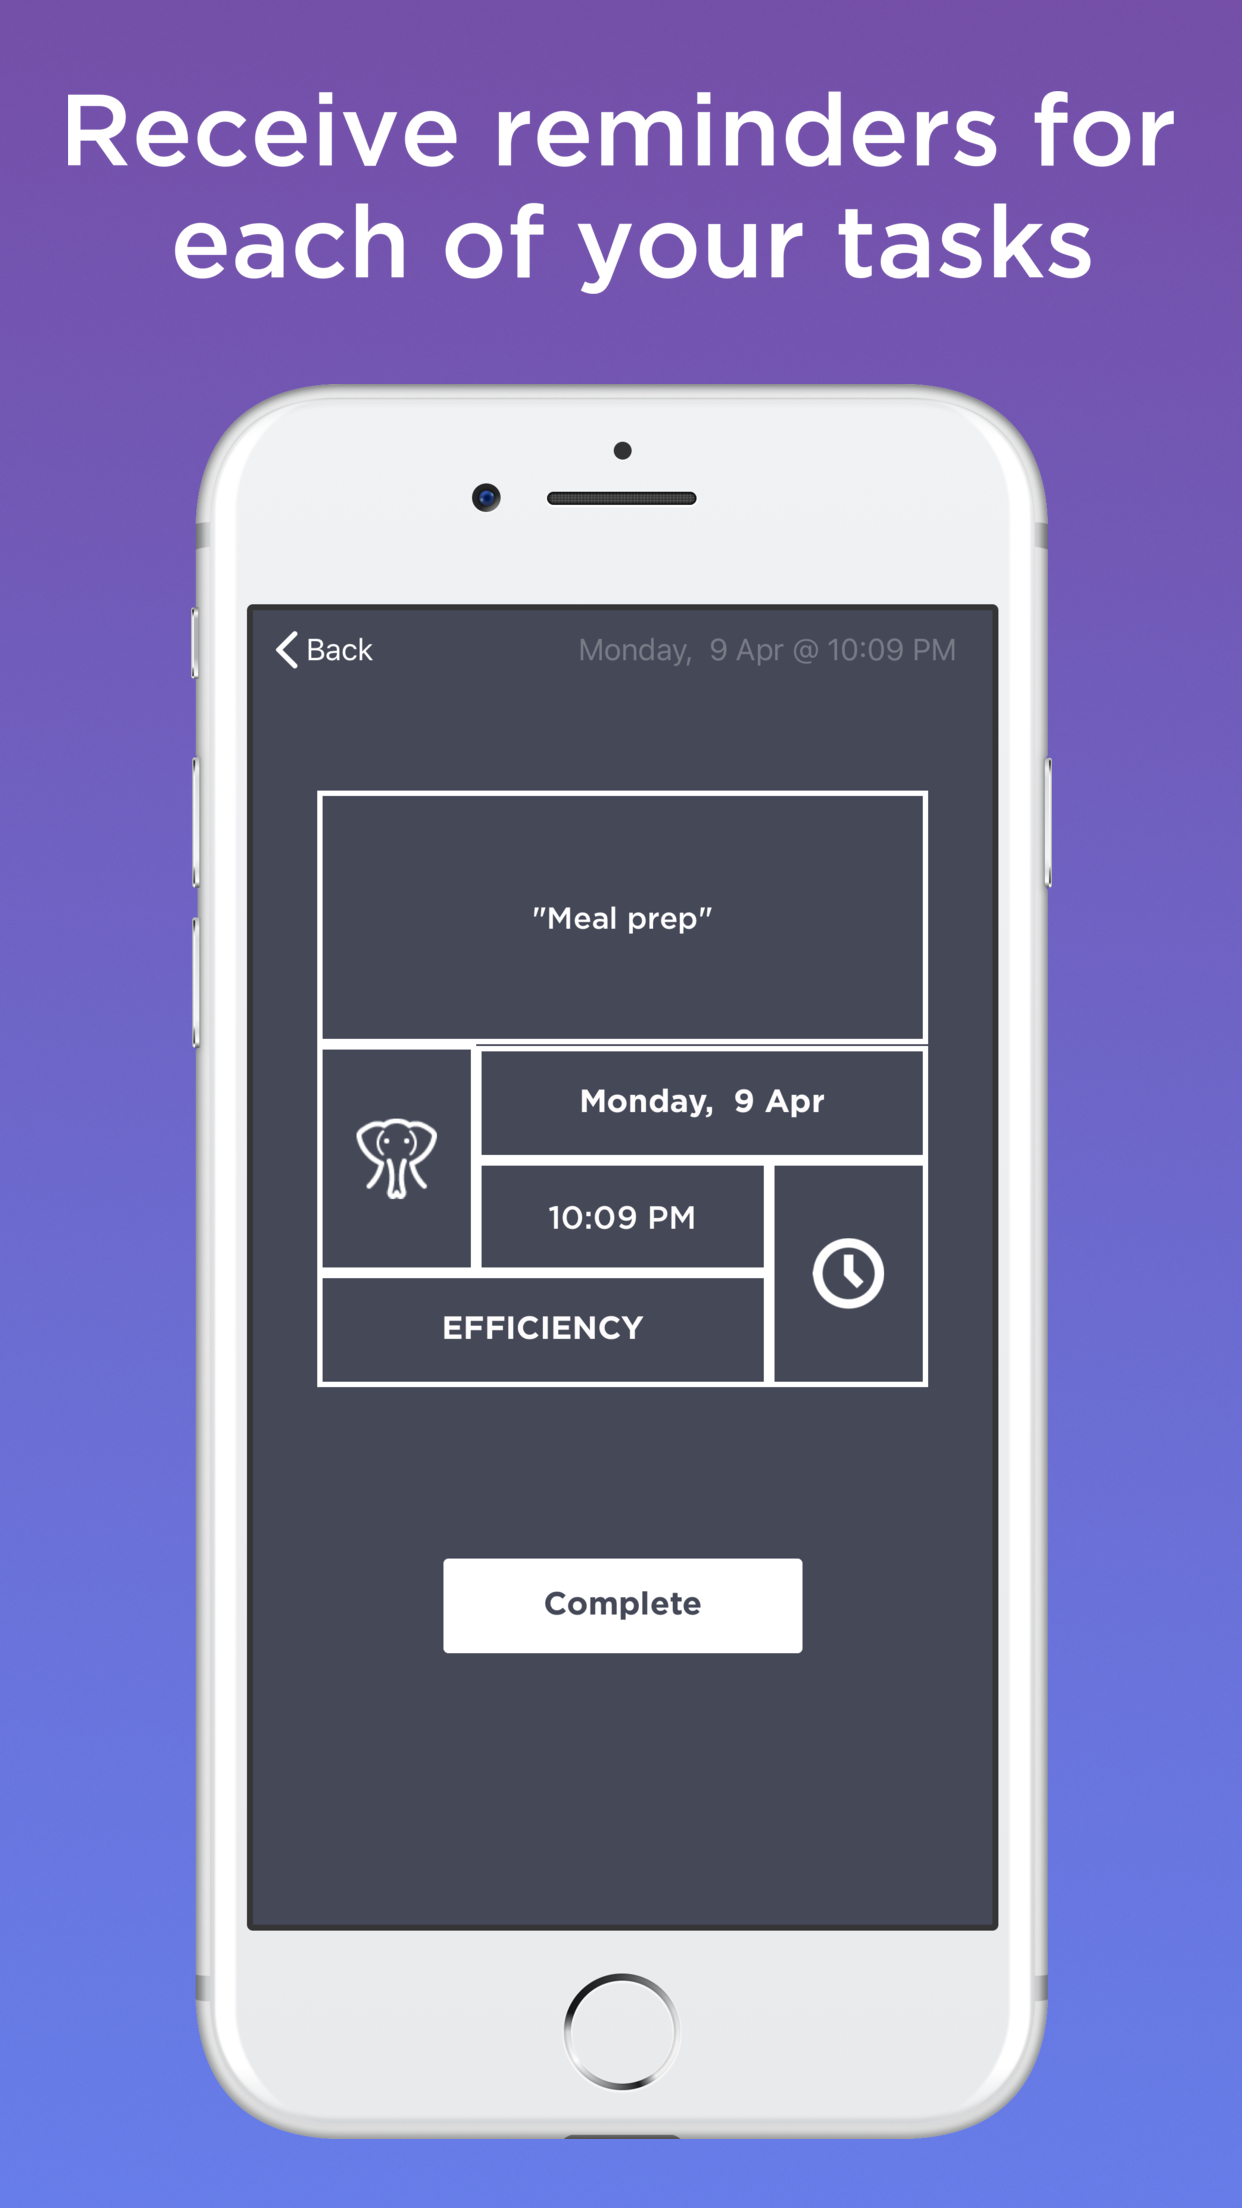 Receive reminders for
each of your tasks
Back
Monday,  9 Apr @ 10:09 PM
"Meal prep"
Monday,  9 Apr
10:09 PM
EFFICIENCY
Complete